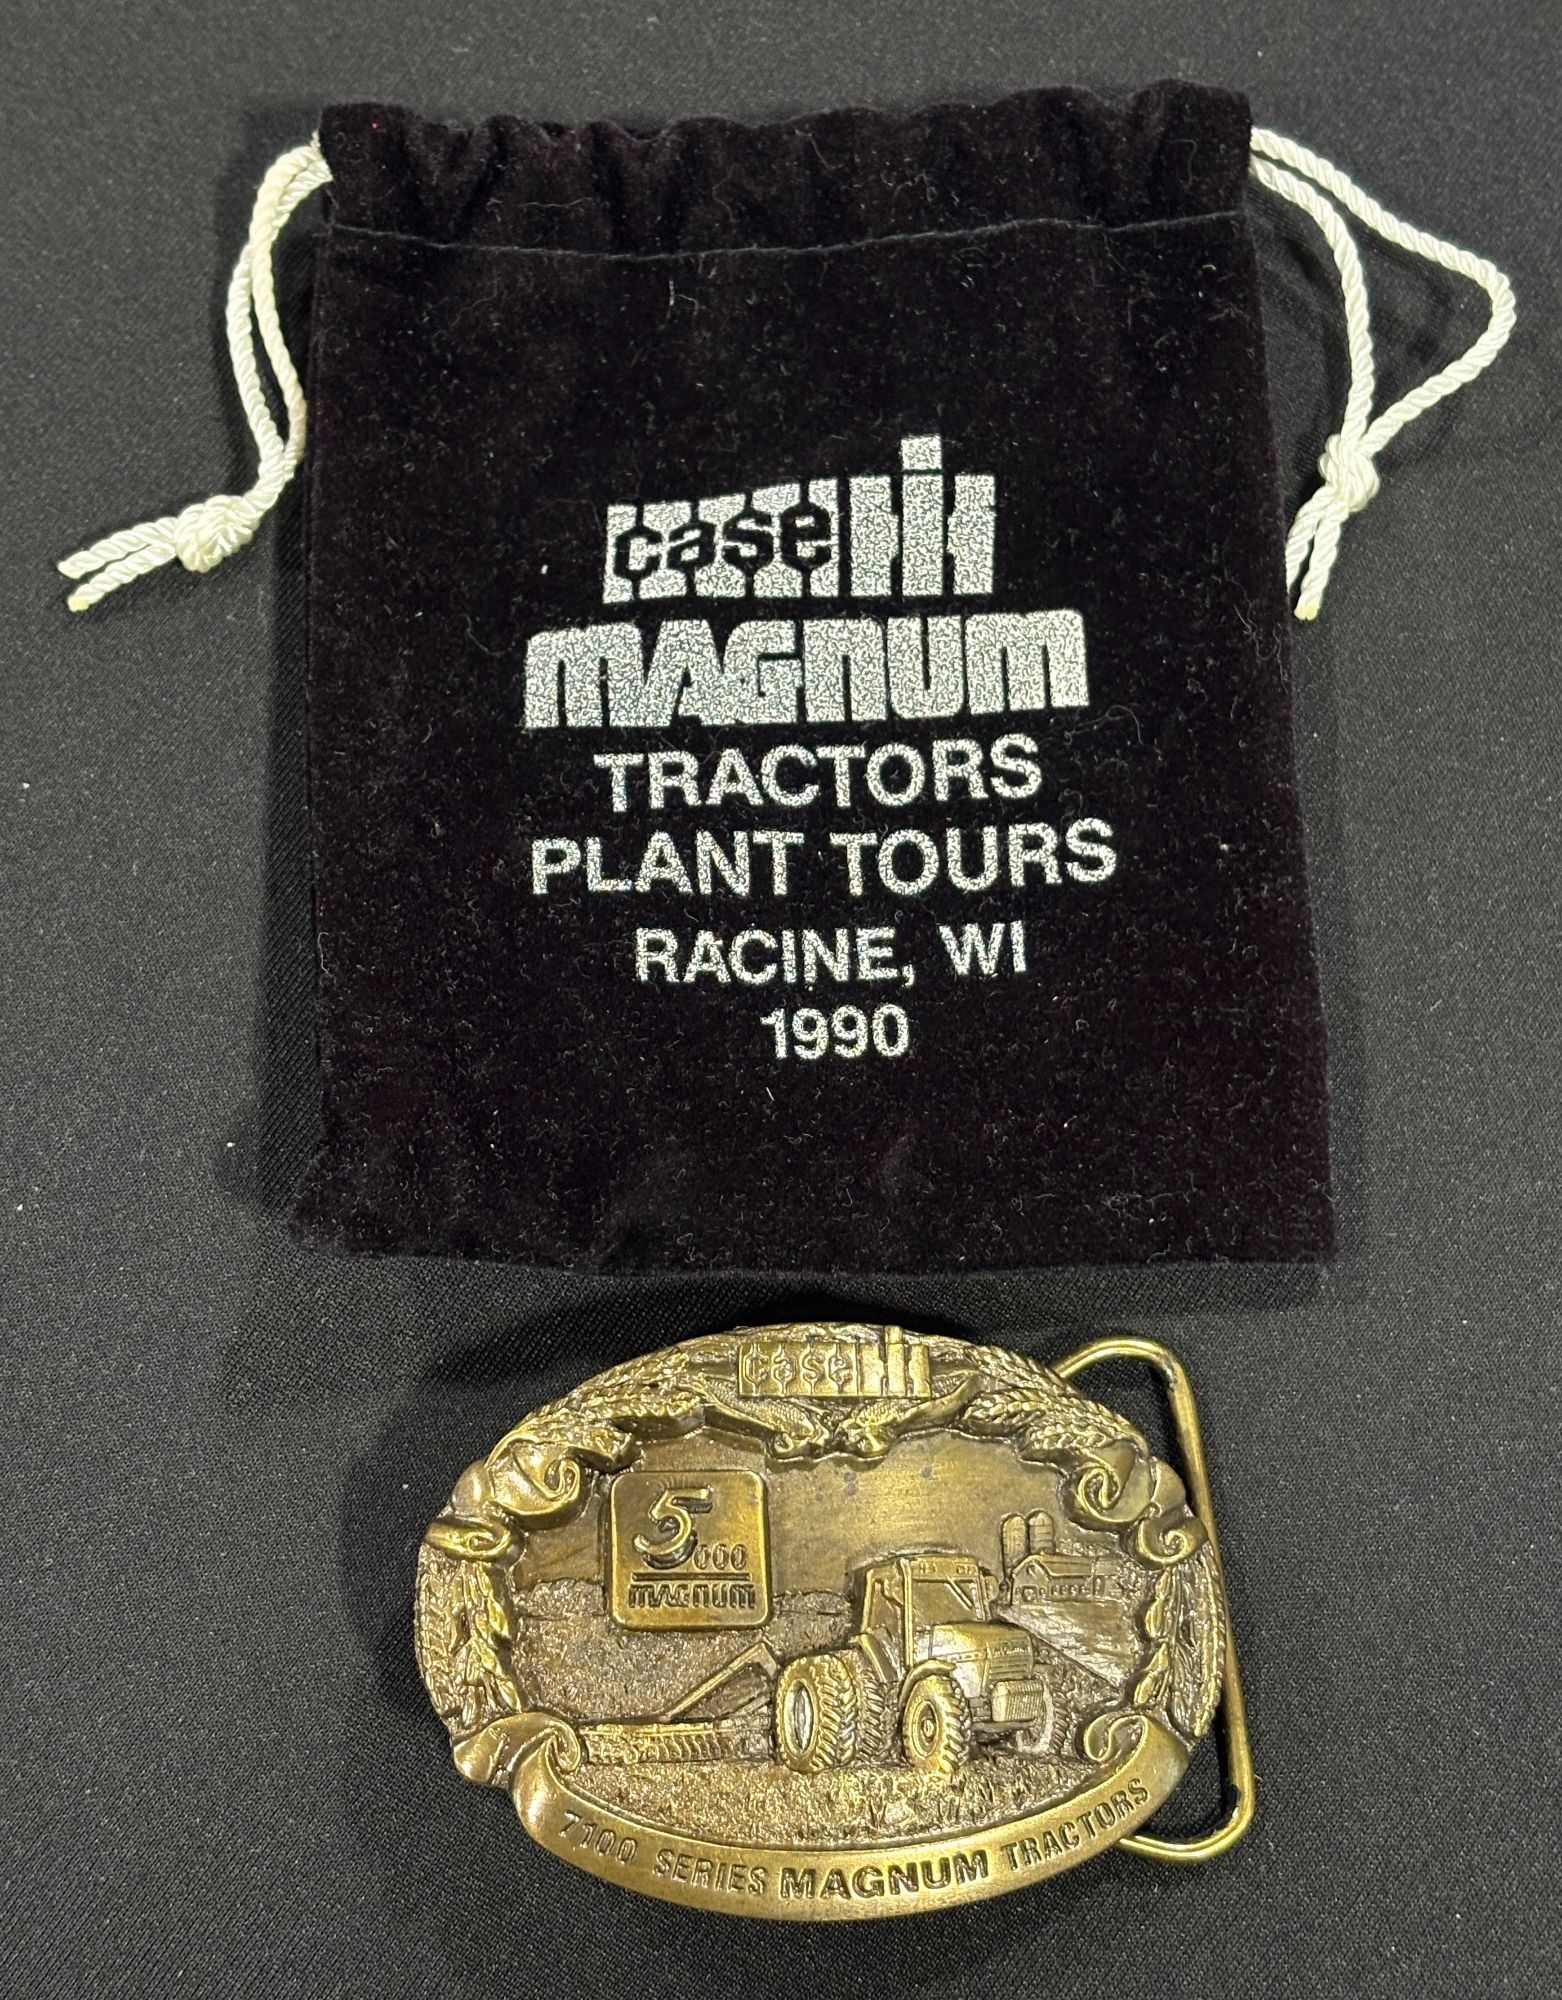 case IH
MAGNUM
TRACTORS
PLANT TOURS
RACINE, WI
1990
case IH
5000
MAGNUM
7100 SERIES MAGNUM TRACTORS